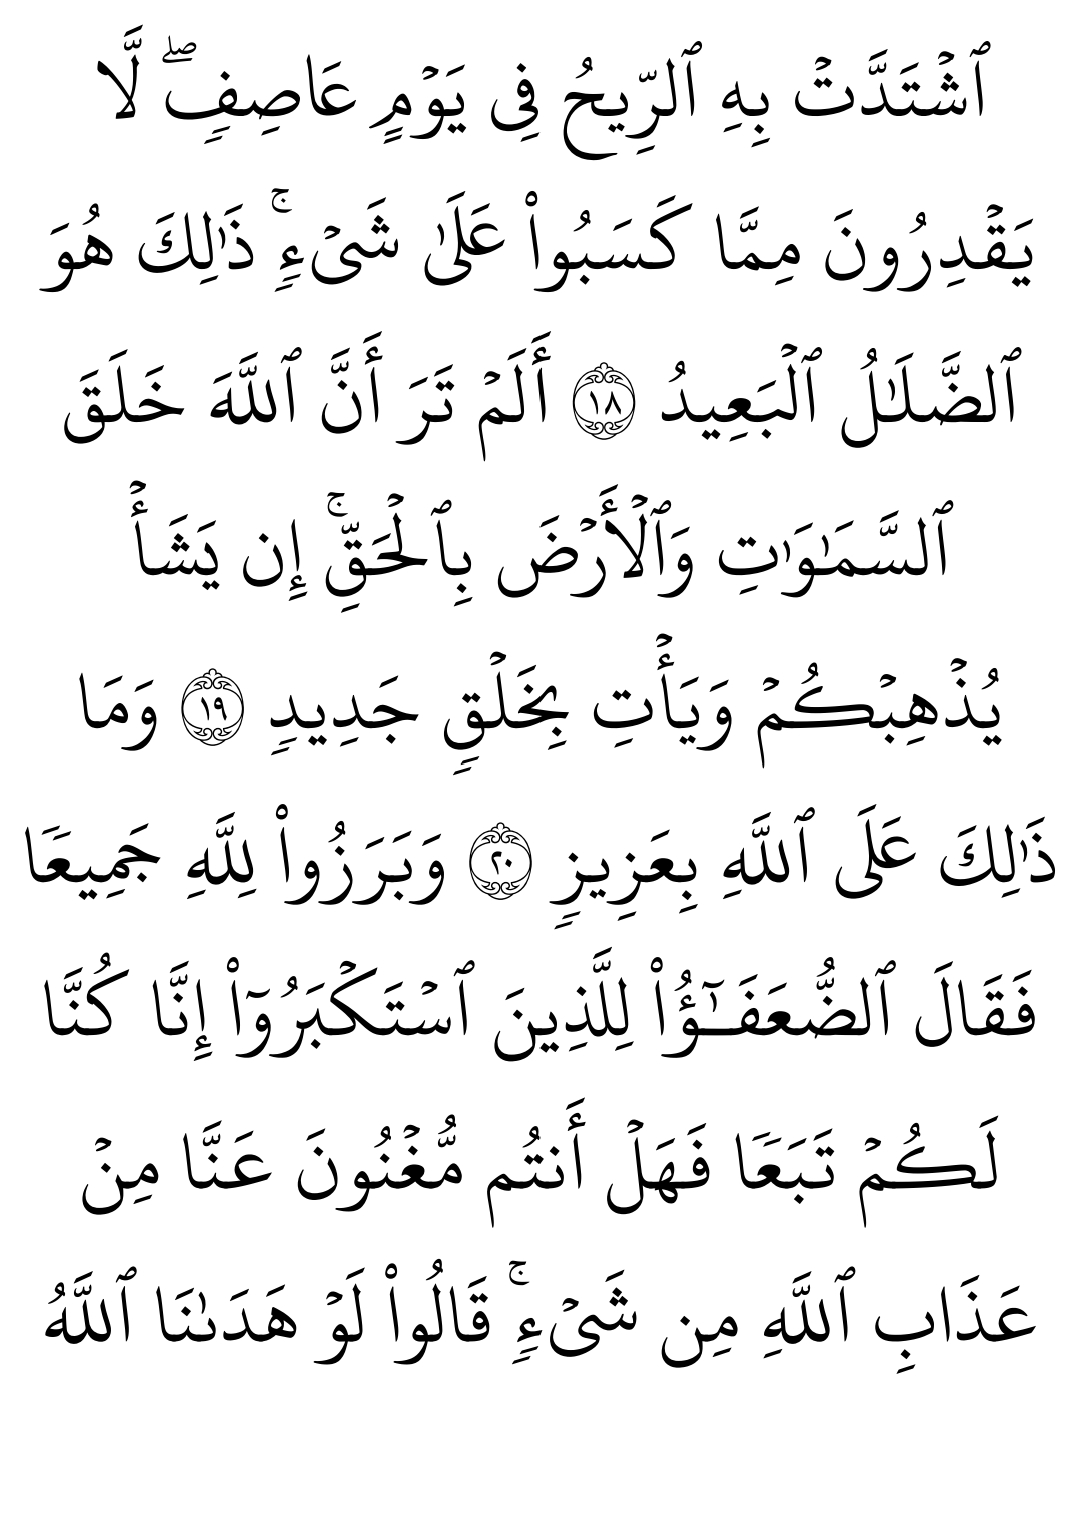 ٱشۡتَدَّتۡ بِهِ ٱلرِّيحُ فِي يَوۡمٍ عَاصِفٖۖ لَّا
يَقۡدِرُونَ مِمَّا كَسَبُواْ عَلَىٰ شَيۡءٖۚ ذَٰلِكَ هُوَ
ٱلضَّلَٰلُ ٱلۡبَعِيدُ ١٨ أَلَمۡ تَرَ أَنَّ ٱللَّهَ خَلَقَ
ٱلسَّمَٰوَٰتِ وَٱلۡأَرۡضَ بِٱلۡحَقِّۚ إِن يَشَأۡ
يُذۡهِبۡكُمۡ وَيَأۡتِ بِخَلۡقٖ جَدِيدٖ ١٩ وَمَا
ذَٰلِكَ عَلَى ٱللَّهِ بِعَزِيزٖ ٢٠ وَبَرَزُواْ لِلَّهِ جَمِيعٗا
فَقَالَ ٱلضُّعَفَـٰٓؤُاْ لِلَّذِينَ ٱسۡتَكۡبَرُوٓاْ إِنَّا كُنَّا
لَكُمۡ تَبَعٗا فَهَلۡ أَنتُم مُّغۡنُونَ عَنَّا مِنۡ
عَذَابِ ٱللَّهِ مِن شَيۡءٖۚ قَالُواْ لَوۡ هَدَىٰنَا ٱللَّهُ